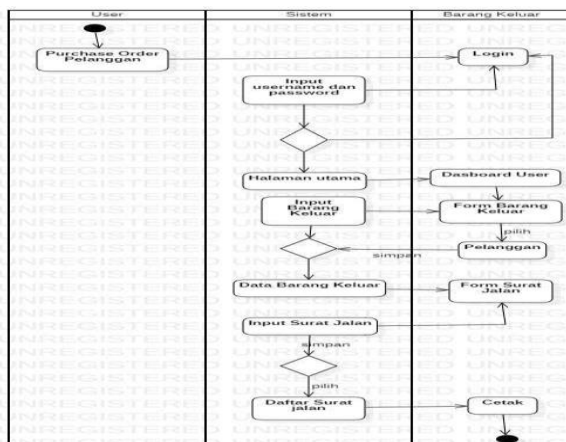 User
Sistem
Barang Keluar
Purchase Order
Pelanggan
Login
Input
username dan
password
Halaman utama
Dasboard User
Input
Barang
Keluar
Form Barang
Keluar
pilih
Pelanggan
simpan
Data Barang Keluar
Form Surat
Jalan
Input Surat Jalan
simpan
pilih
Daftar Surat
jalan
Cetak
UNREGISTERED